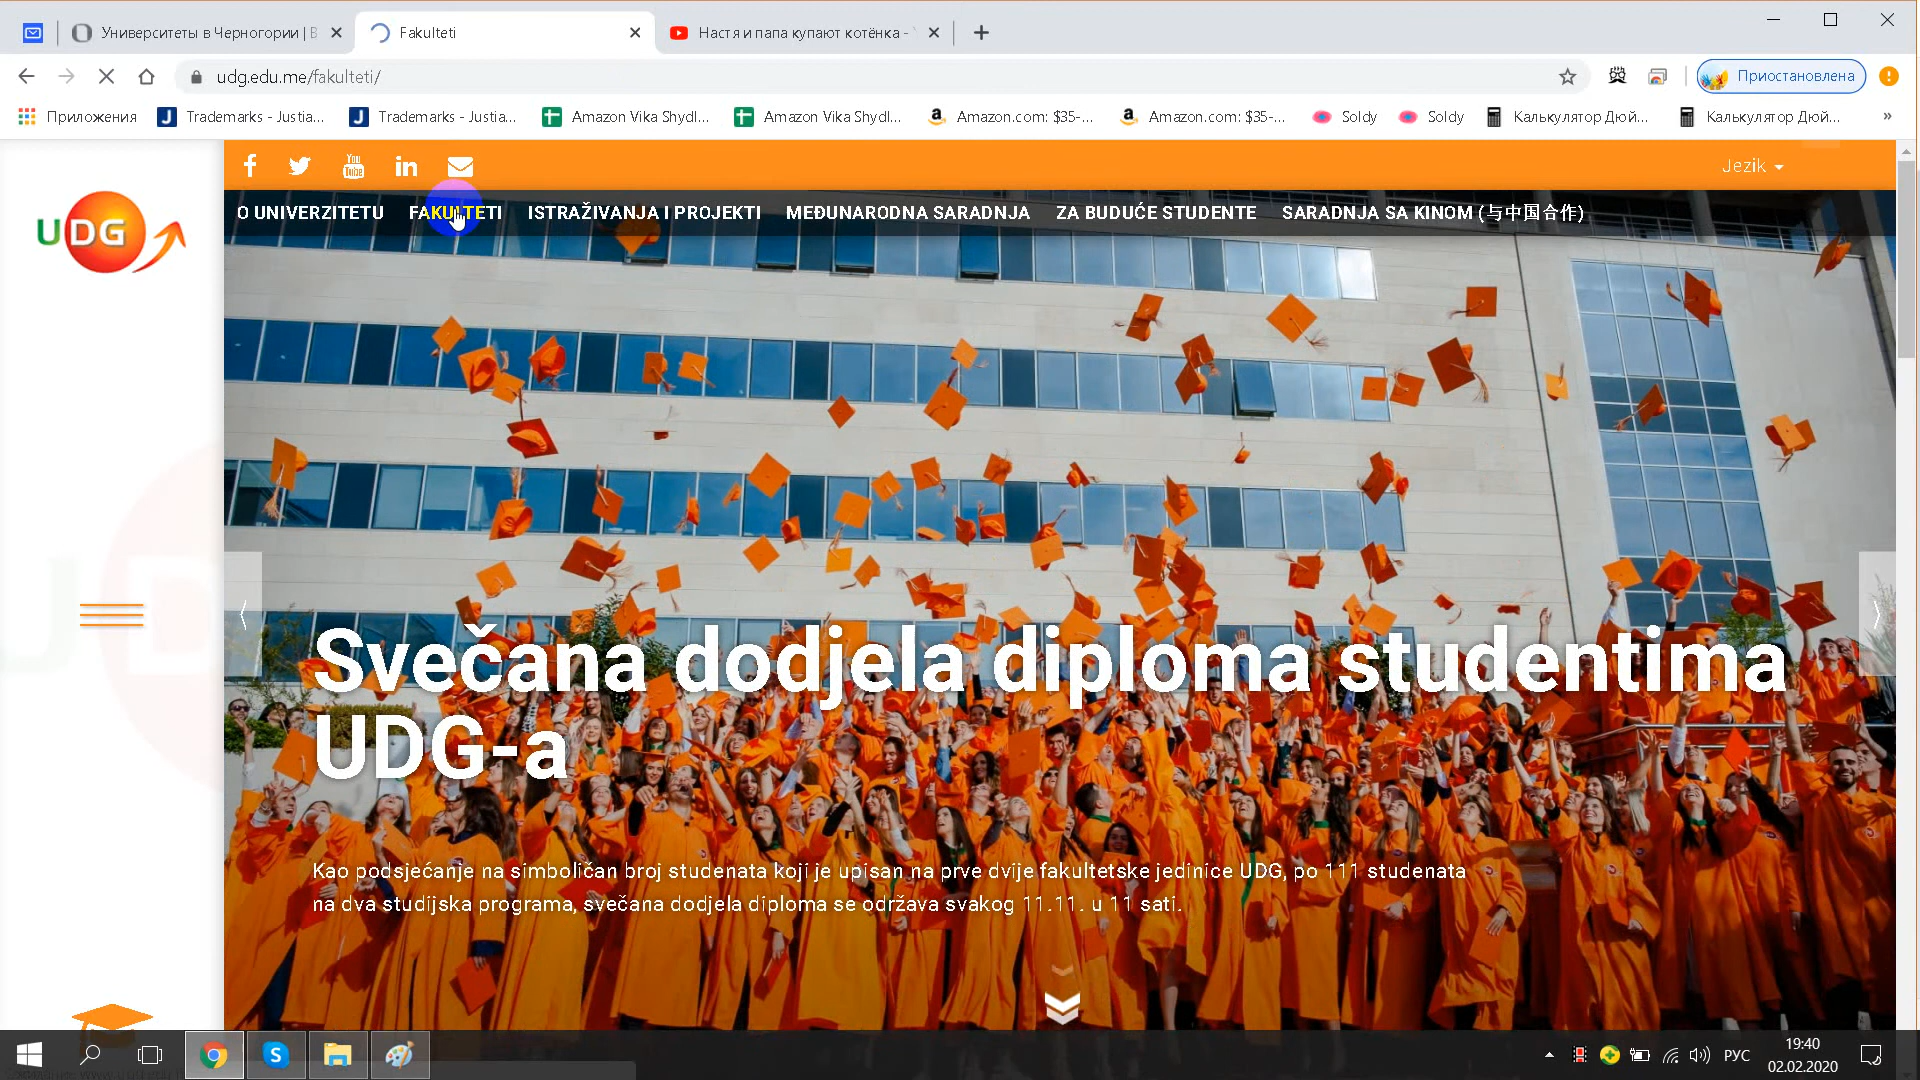 Университеты в Черногории | В
Fakulteti
Настя и папа купают котёнка -
udg.edu.me/fakulteti/
Приостановлена
Приложения
Trademarks - Justia...
Trademarks - Justia...
Amazon Vika Shydl...
Amazon Vika Shydl...
Amazon.com: $35-...
Amazon.com: $35-...
Soldy
Soldy
Калькулятор Дюй...
Калькулятор Дюй...
»
You Tube
Jezik
UDG
O UNIVERZITETU
FAKULTETI
ISTRAŽIVANJA I PROJEKTI
MEĐUNARODNA SARADNJA
ZA BUDUĆE STUDENTE
SARADNJA SA KINOM (与中国合作)
Svečana dodjela diploma studentima
UDG-a
Kao podsjećanje na simboličan broj studenata koji je upisan na prve dvije fakultetske jedinice UDG, po 111 studenata
na dva studijska programa, svečana dodjela diploma se održava svakog 11.11. u 11 sati.
РУС
19:40
02.02.2020